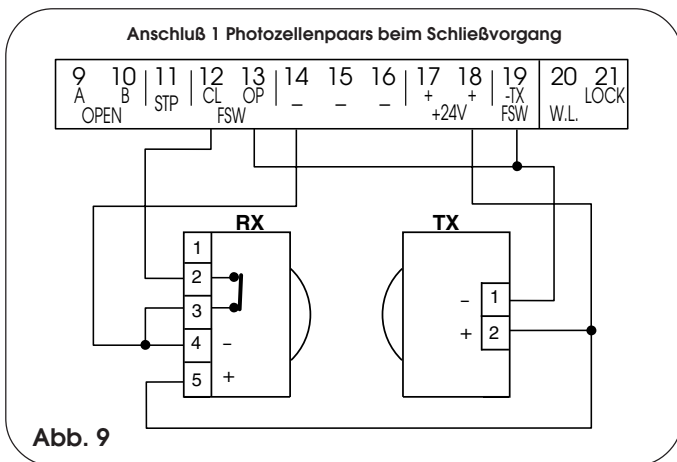 Anschluß 1 Photozellenpaars beim Schließvorgang
9 10 11 12 13 14 15 16 17 18 19 20 21
A B STP CL OP – – – + + -TX W.L. LOCK
OPEN FSW +24V FSW
RX TX
1
2
3
4 –
5 +
– 1
+ 2
Abb. 9